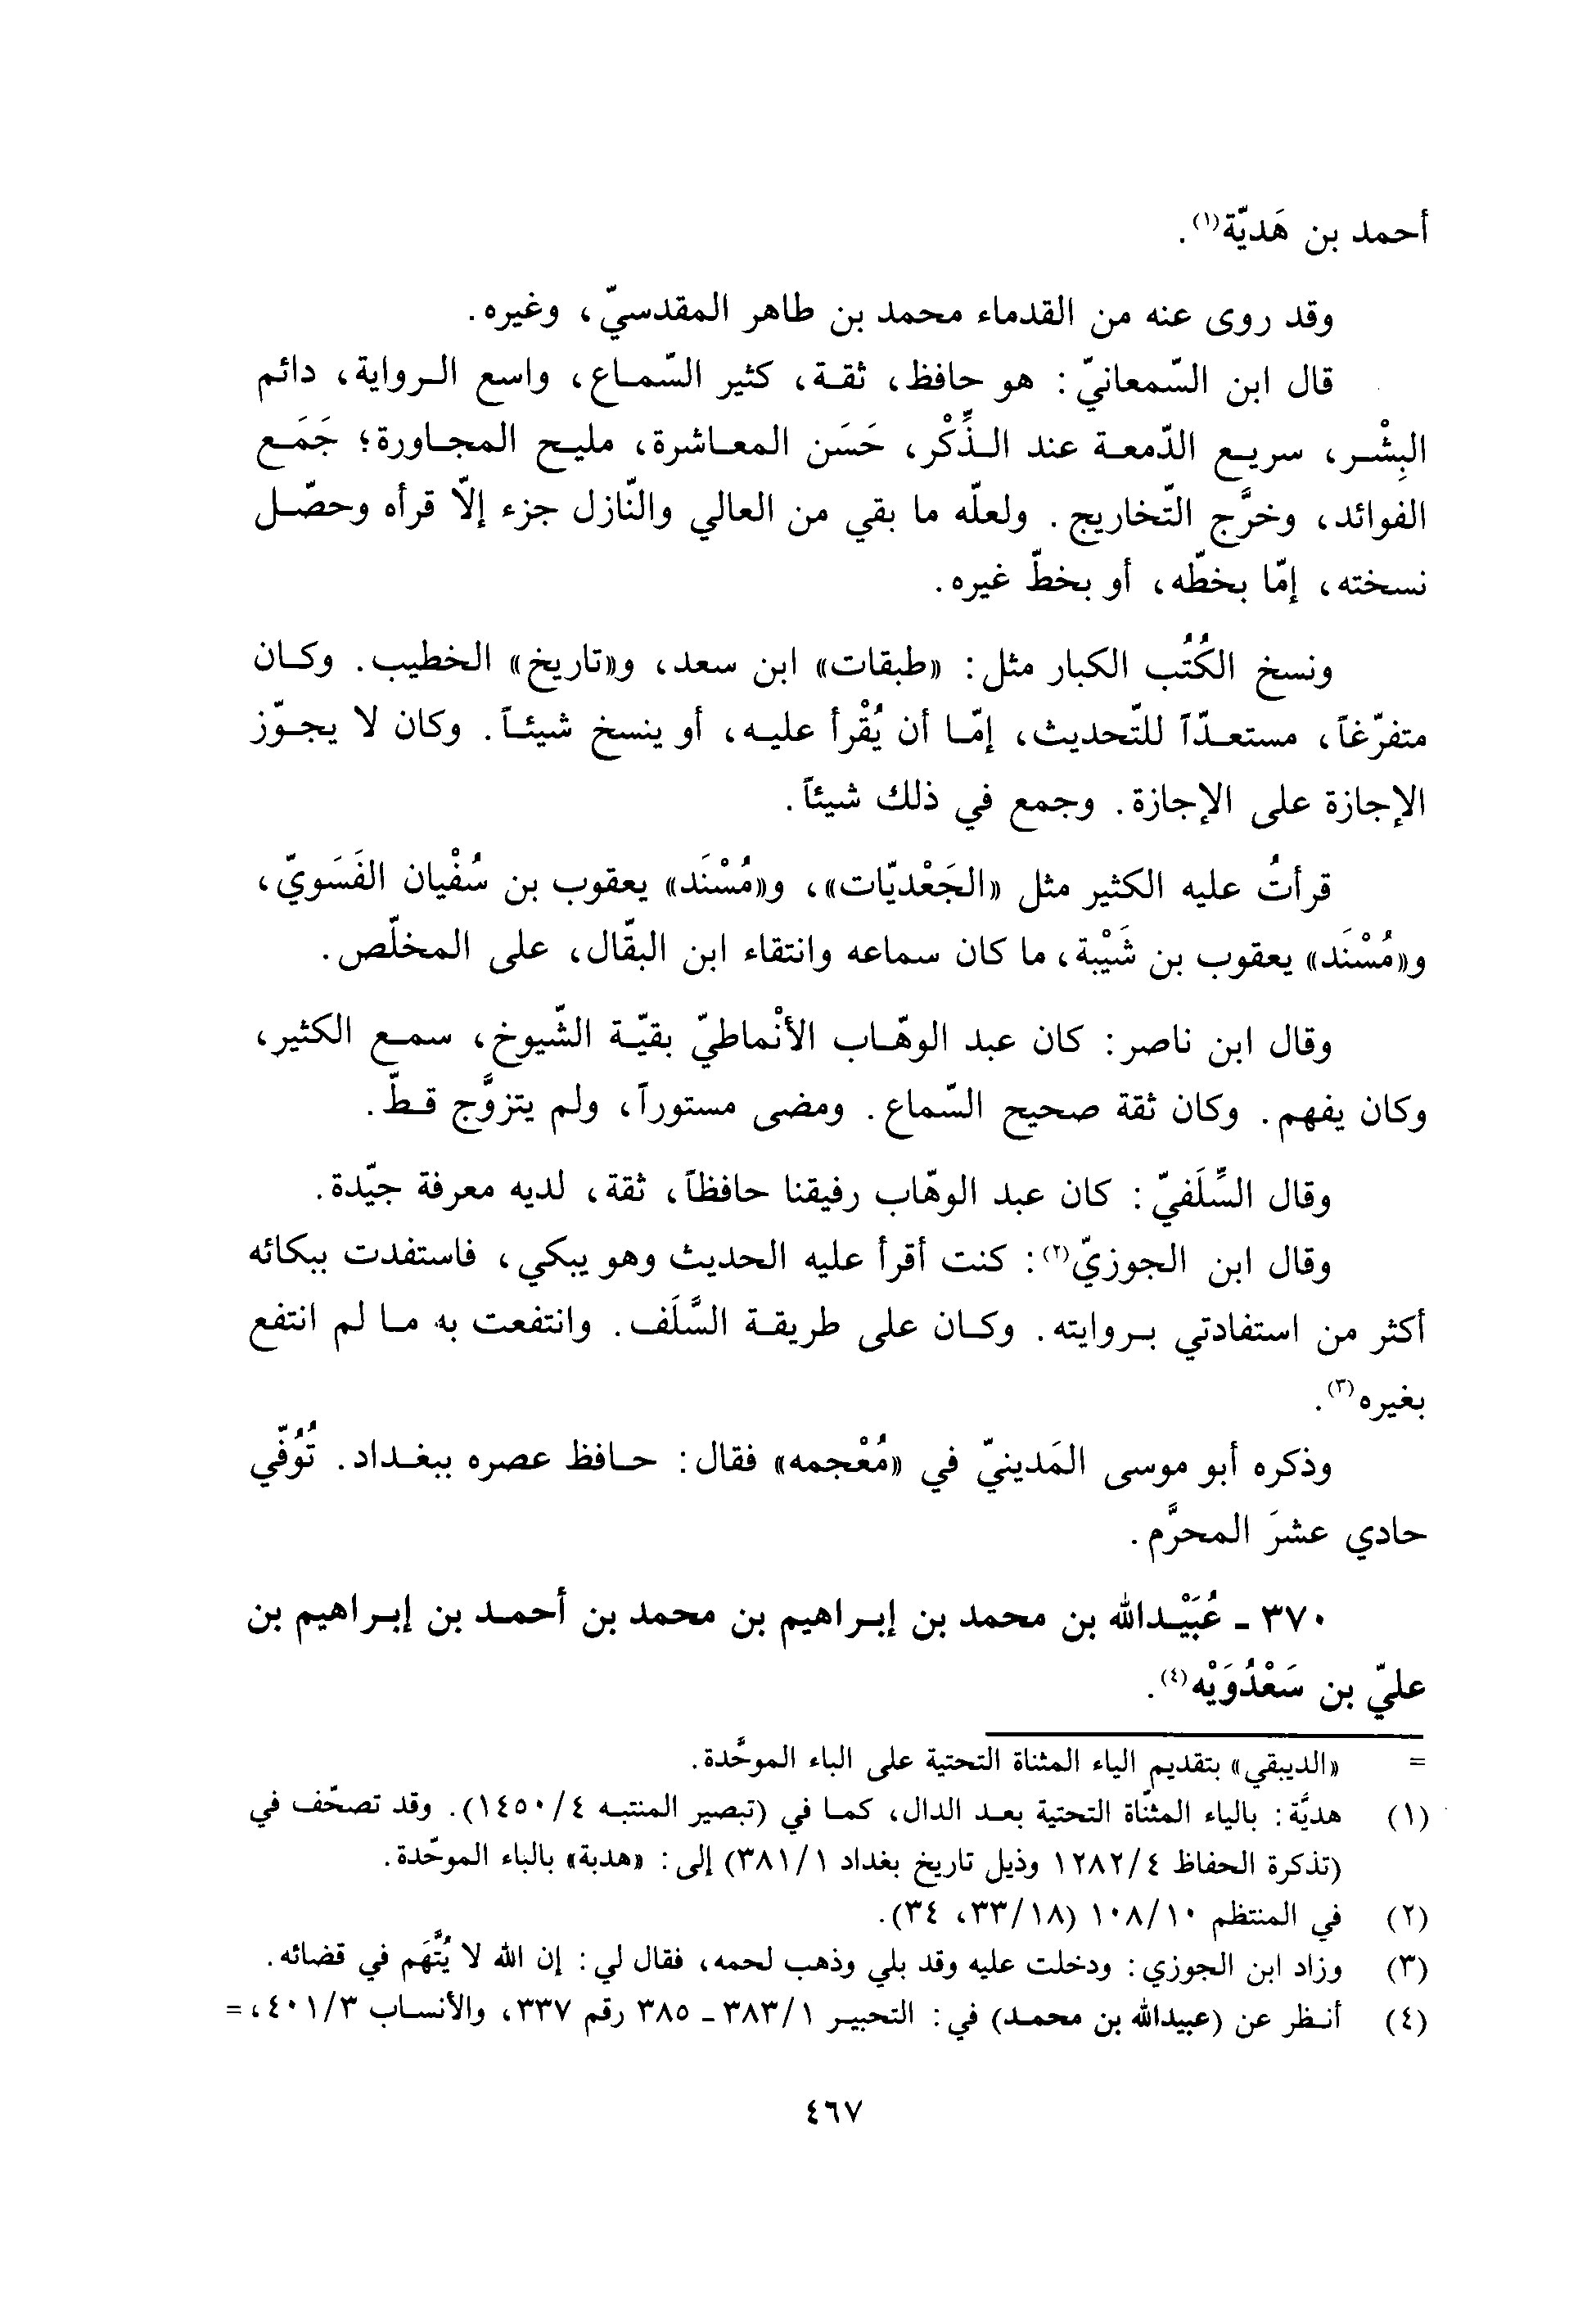 أحمد بن هَديّة(١).
وقد روى عنه من القدماء محمد بن طاهر المقدسيّ، وغيره.
قال ابن السّمعانيّ: هو حافظ، ثقة، كثير السّماع، واسع الرواية، دائم
البِشْر، سريع الدّمعة عند الذِّكْر، حَسَن المعاشرة، مليح المجاورة؛ جَمَع
الفوائد، وخرَّج التّخاريج. ولعلّه ما بقي من العالي والنّازل جزء إلّا قرأه وحصّل
نسخته، إمّا بخطّه، أو بخطّ غيره.
ونسخ الكُتُب الكبار مثل: «طبقات» ابن سعد، و«تاريخ» الخطيب. وكان
متفرّغاً، مستعدّاً للتّحديث، إمّا أن يُقْرأ عليه، أو ينسخ شيئاً. وكان لا يجوّز
الإجازة على الإجازة. وجمع في ذلك شيئاً.
قرأتُ عليه الكثير مثل «الجَعْديّات»، و«مُسْنَد» يعقوب بن سُفْيان الفَسَويّ،
و«مُسْنَد» يعقوب بن شَيْبة، ما كان سماعه وانتقاء ابن البقّال، على المخلّص.
وقال ابن ناصر: كان عبد الوهّاب الأنْماطيّ بقيّة الشّيوخ، سمع الكثير،
وكان يفهم. وكان ثقة صحيح السّماع. ومضى مستوراً، ولم يتزوَّج قطّ.
وقال السِّلَفيّ: كان عبد الوهّاب رفيقنا حافظاً، ثقة، لديه معرفة جيّدة.
وقال ابن الجوزيّ(٢): كنت أقرأ عليه الحديث وهو يبكي، فاستفدت ببكائه
أكثر من استفادتي بروايته. وكان على طريقة السَّلَف. وانتفعت به ما لم انتفع
بغيره(٣).
وذكره أبو موسى المَدينيّ في «مُعْجمه» فقال: حافظ عصره ببغداد. تُوُفّي
حادي عشرَ المحرَّم.
٣٧٠ ـ عُبَيْدالله بن محمد بن إبراهيم بن محمد بن أحمد بن إبراهيم بن
عليّ بن سَعْدُوَيْه(٤).
= «الديبقي» بتقديم الياء المثناة التحتية على الباء الموحَّدة.
(١) هديَّة: بالياء المثنّاة التحتية بعد الدال، كما في (تبصير المنتبه ١٤٥٠/٤). وقد تصحّف في
(تذكرة الحفاظ ١٢٨٢/٤ وذيل تاريخ بغداد ٣٨١/١) إلى: «هدبة» بالباء الموحّدة.
(٢) في المنتظم ١٠٨/١٠ (٣٣/١٨، ٣٤).
(٣) وزاد ابن الجوزي: ودخلت عليه وقد بلي وذهب لحمه، فقال لي: إن الله لا يُتَّهَم في قضائه.
(٤) أنظر عن (عبيدالله بن محمد) في: التحبير ٣٨٣/١ ـ ٣٨٥ رقم ٣٣٧، والأنساب ٤٠١/٣، =
٤٦٧